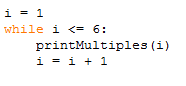 i = 1
while i <= 6:
    printMultiples(i)
    i = i + 1